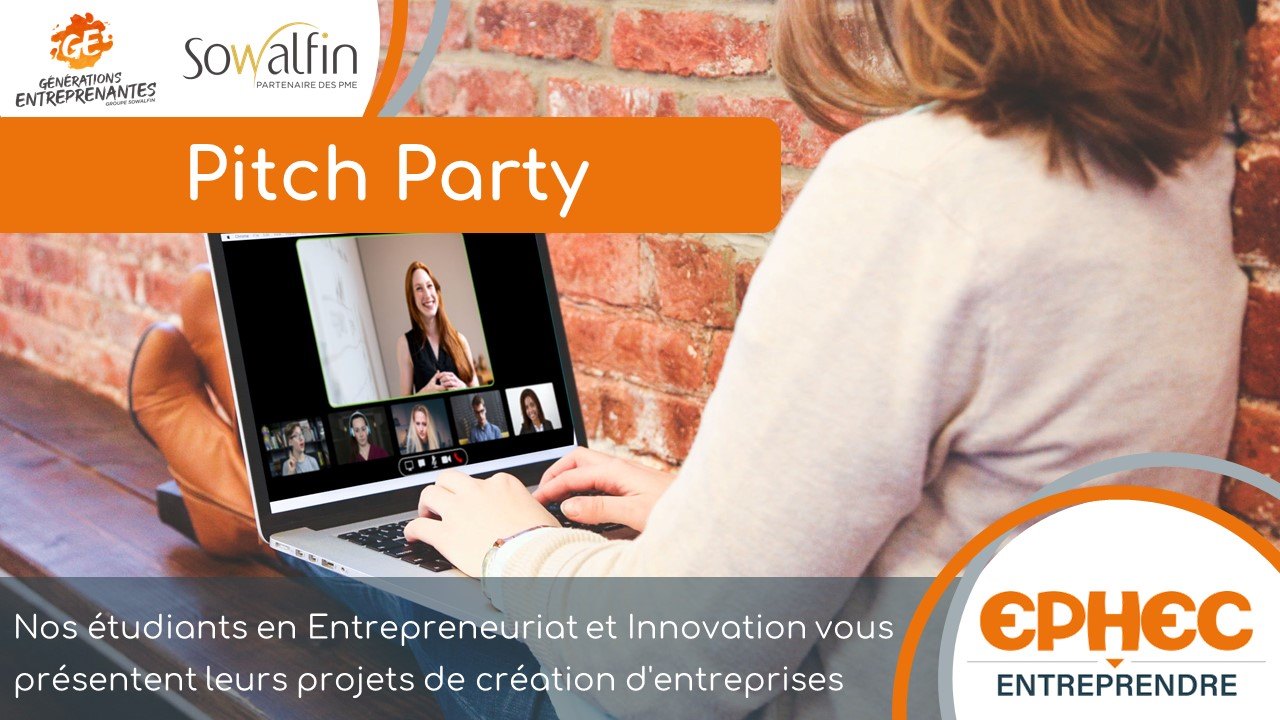 GE
GÉNÉRATIONS
ENTREPRENANTES
GROUPE SOWALFIN
Sowalfin
PARTENAIRE DES PME
Pitch Party
Nos étudiants en Entrepreneuriat et Innovation vous
présentent leurs projets de création d'entreprises
EPHEC
ENTREPRENDRE